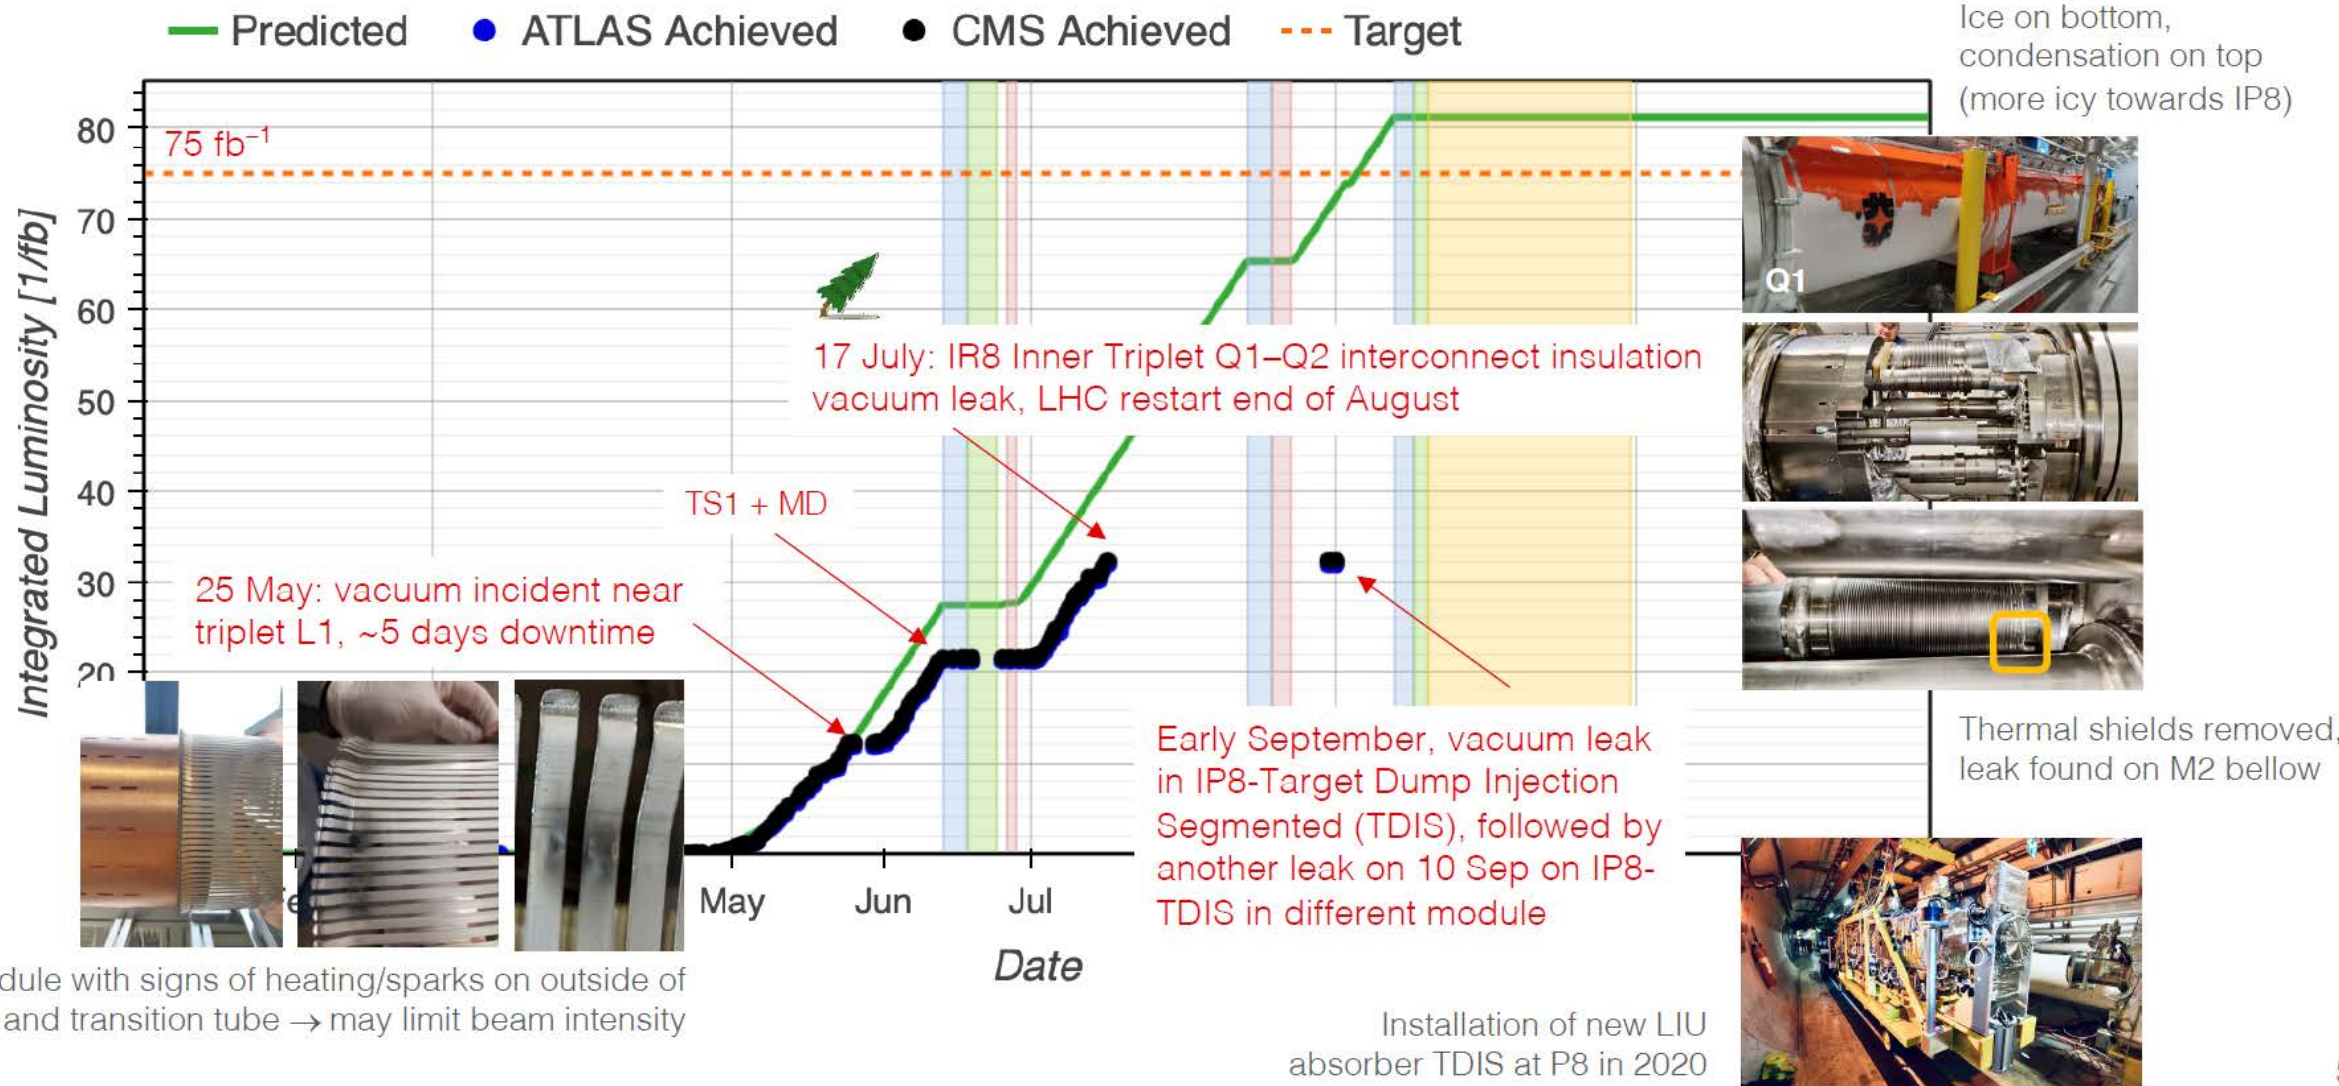 Predicted ATLAS Achieved CMS Achieved Target
Ice on bottom,
condensation on top
(more icy towards IP8)
75 fb⁻¹
80
70
60
50
40
30
20
Integrated Luminosity [1/fb]
Q1
17 July: IR8 Inner Triplet Q1–Q2 interconnect insulation
vacuum leak, LHC restart end of August
TS1 + MD
25 May: vacuum incident near
triplet L1, ~5 days downtime
Early September, vacuum leak
in IP8-Target Dump Injection
Segmented (TDIS), followed by
another leak on 10 Sep on IP8-
TDIS in different module
Thermal shields removed,
leak found on M2 bellow
May Jun Jul
Date
dule with signs of heating/sparks on outside of
and transition tube → may limit beam intensity
Installation of new LIU
absorber TDIS at P8 in 2020